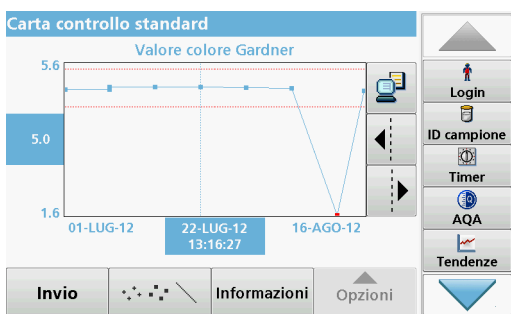 Carta controllo standard
Valore colore Gardner
5.6
5.0
1.6
01-LUG-12
22-LUG-12
13:16:27
16-AGO-12
Login
ID campione
Timer
AQA
Tendenze
Invio
Informazioni
Opzioni